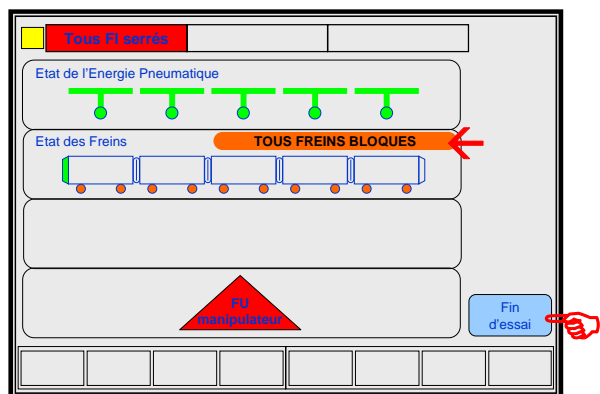 Tous FI serrés
Etat de l'Energie Pneumatique
Etat des Freins
TOUS FREINS BLOQUES
FU
manipulateur
Fin
d'essai